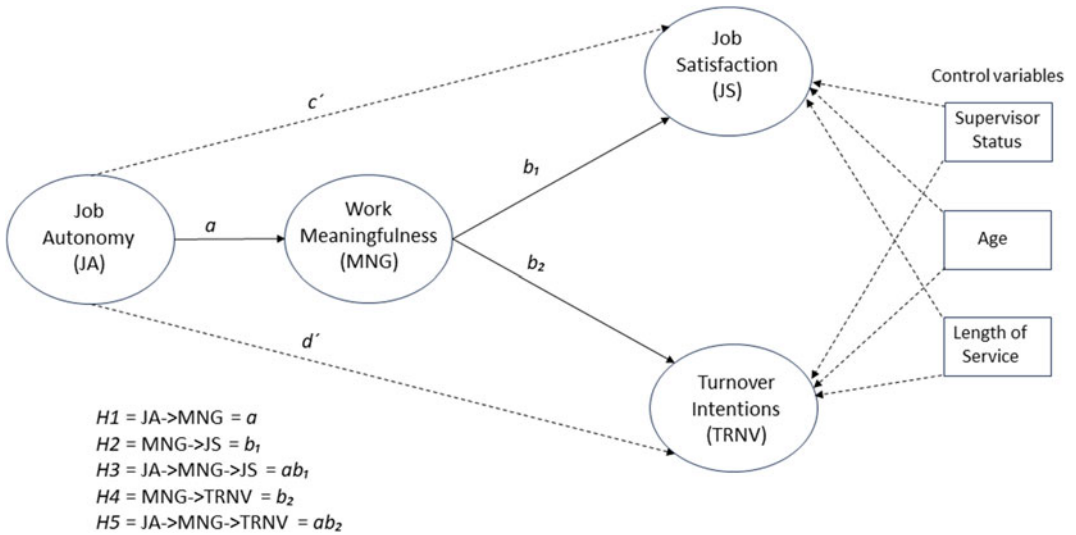 Job
Satisfaction
(JS)
Control variables
Supervisor
Status
c´
b₁
Job
Autonomy
(JA)
a
Work
Meaningfulness
(MNG)
Age
b₂
d´
Length of
Service
Turnover
Intentions
(TRNV)
H1 = JA->MNG = a
H2 = MNG->JS = b₁
H3 = JA->MNG->JS = ab₁
H4 = MNG->TRNV = b₂
H5 = JA->MNG->TRNV = ab₂